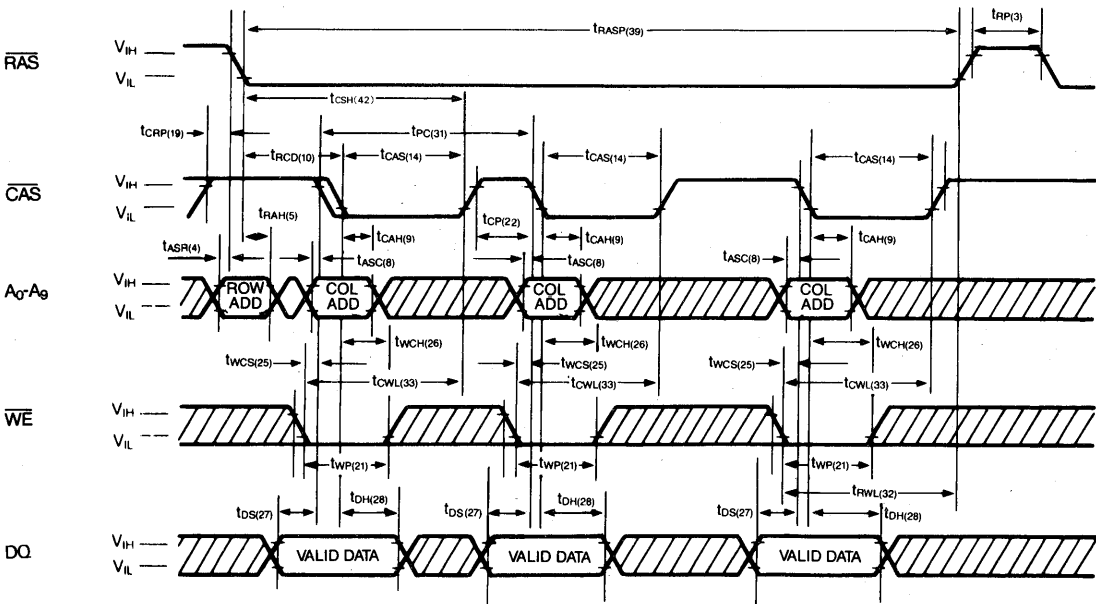 tRASP(39)
tRP(3)
RAS
VIH
VIL
tCSH(42)
tCRP(19)
tPC(31)
tRCD(10)
tCAS(14)
tCAS(14)
tCAS(14)
CAS
VIH
VIL
tRAH(5)
tCP(22)
tCAH(9)
tCAH(9)
tCAH(9)
tASR(4)
tASC(8)
tASC(8)
tASC(8)
A0-A9
VIH
VIL
ROW ADD
COL ADD
COL ADD
COL ADD
tWCH(26)
tWCH(26)
tWCH(26)
tWCS(25)
tWCS(25)
tWCS(25)
tCWL(33)
tCWL(33)
tCWL(33)
WE
VIH
VIL
tWP(21)
tWP(21)
tWP(21)
tRWL(32)
tDS(27)
tDH(28)
tDS(27)
tDH(28)
tDS(27)
tDH(28)
DQ
VIH
VIL
VALID DATA
VALID DATA
VALID DATA